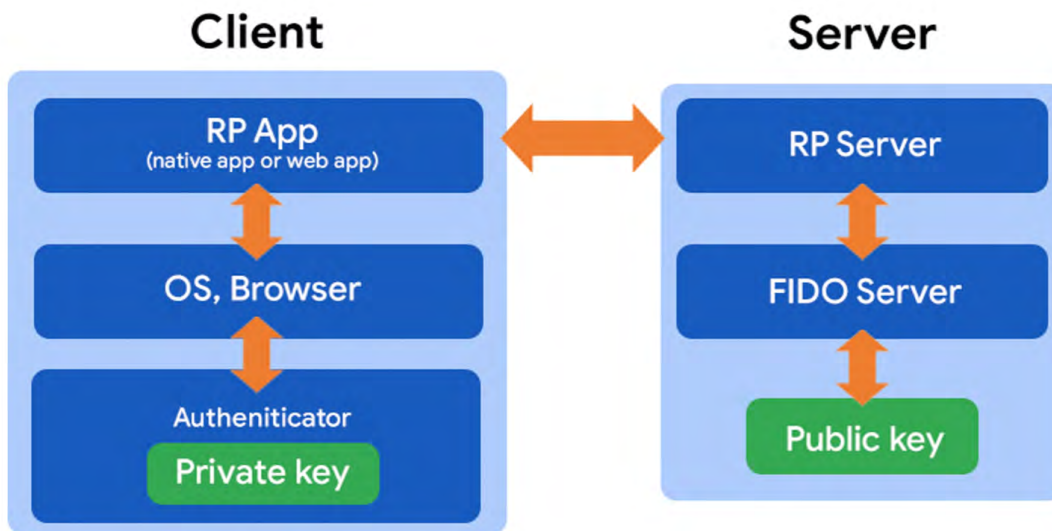 Client
RP App
(native app or web app)
OS, Browser
Autheniticator
Private key
Server
RP Server
FIDO Server
Public key